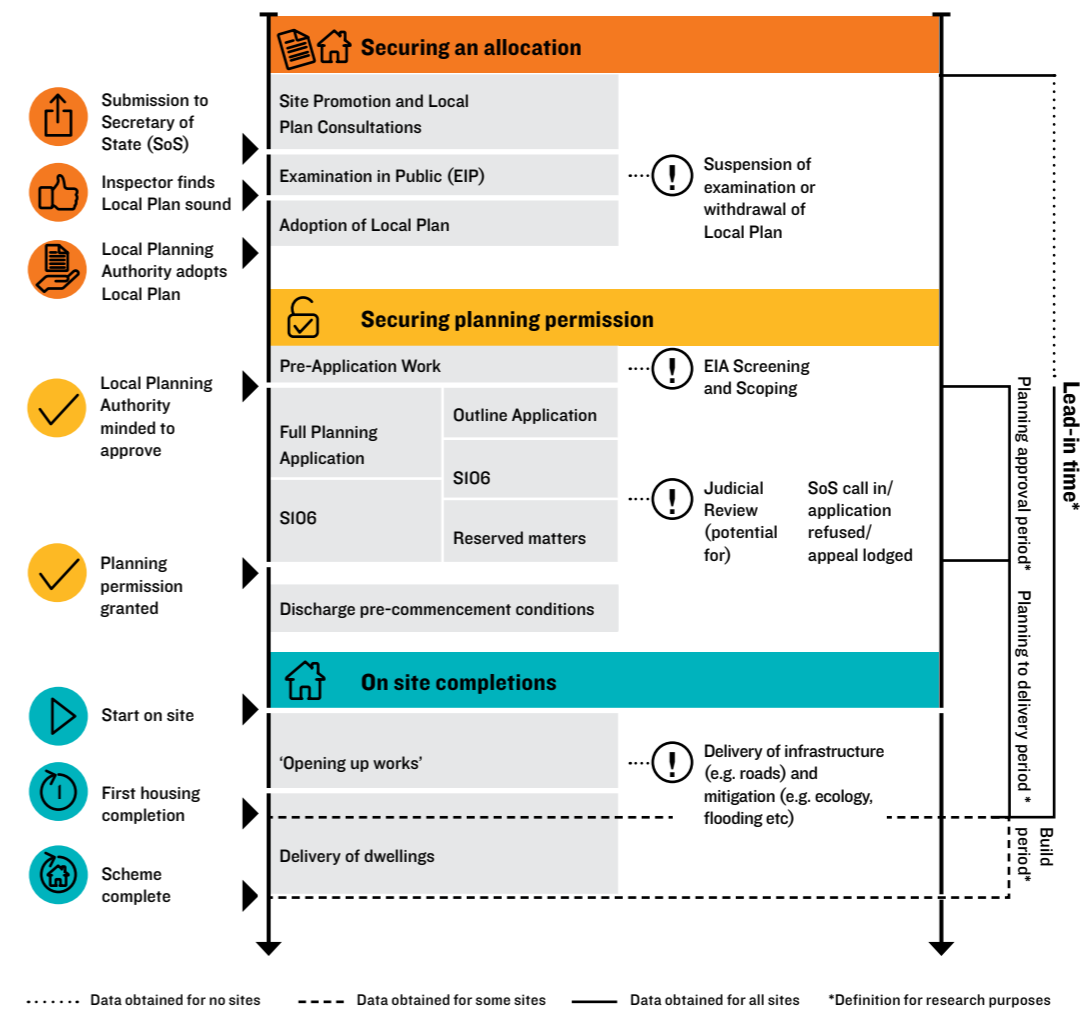 Securing an allocation
Submission to
Secretary of
State (SoS)
Site Promotion and Local
Plan Consultations
Inspector finds
Local Plan sound
Examination in Public (EIP)
Suspension of
examination or
withdrawal of
Local Plan
Adoption of Local Plan
Local Planning
Authority adopts
Local Plan
Securing planning permission
Pre-Application Work
EIA Screening
and Scoping
Local Planning
Authority
minded to
approve
Full Planning
Application
S106
Outline Application
S106
Reserved matters
Judicial
Review
(potential
for)
SoS call in/
application
refused/
appeal lodged
Planning
permission
granted
Discharge pre-commencement conditions
On site completions
Start on site
'Opening up works'
Delivery of infrastructure
(e.g. roads) and
mitigation (e.g. ecology,
flooding etc)
First housing
completion
Delivery of dwellings
Scheme
complete
Planning approval period*
Planning to delivery period *
Lead-in time*
Build
period*
Data obtained for no sites
Data obtained for some sites
Data obtained for all sites
*Definition for research purposes